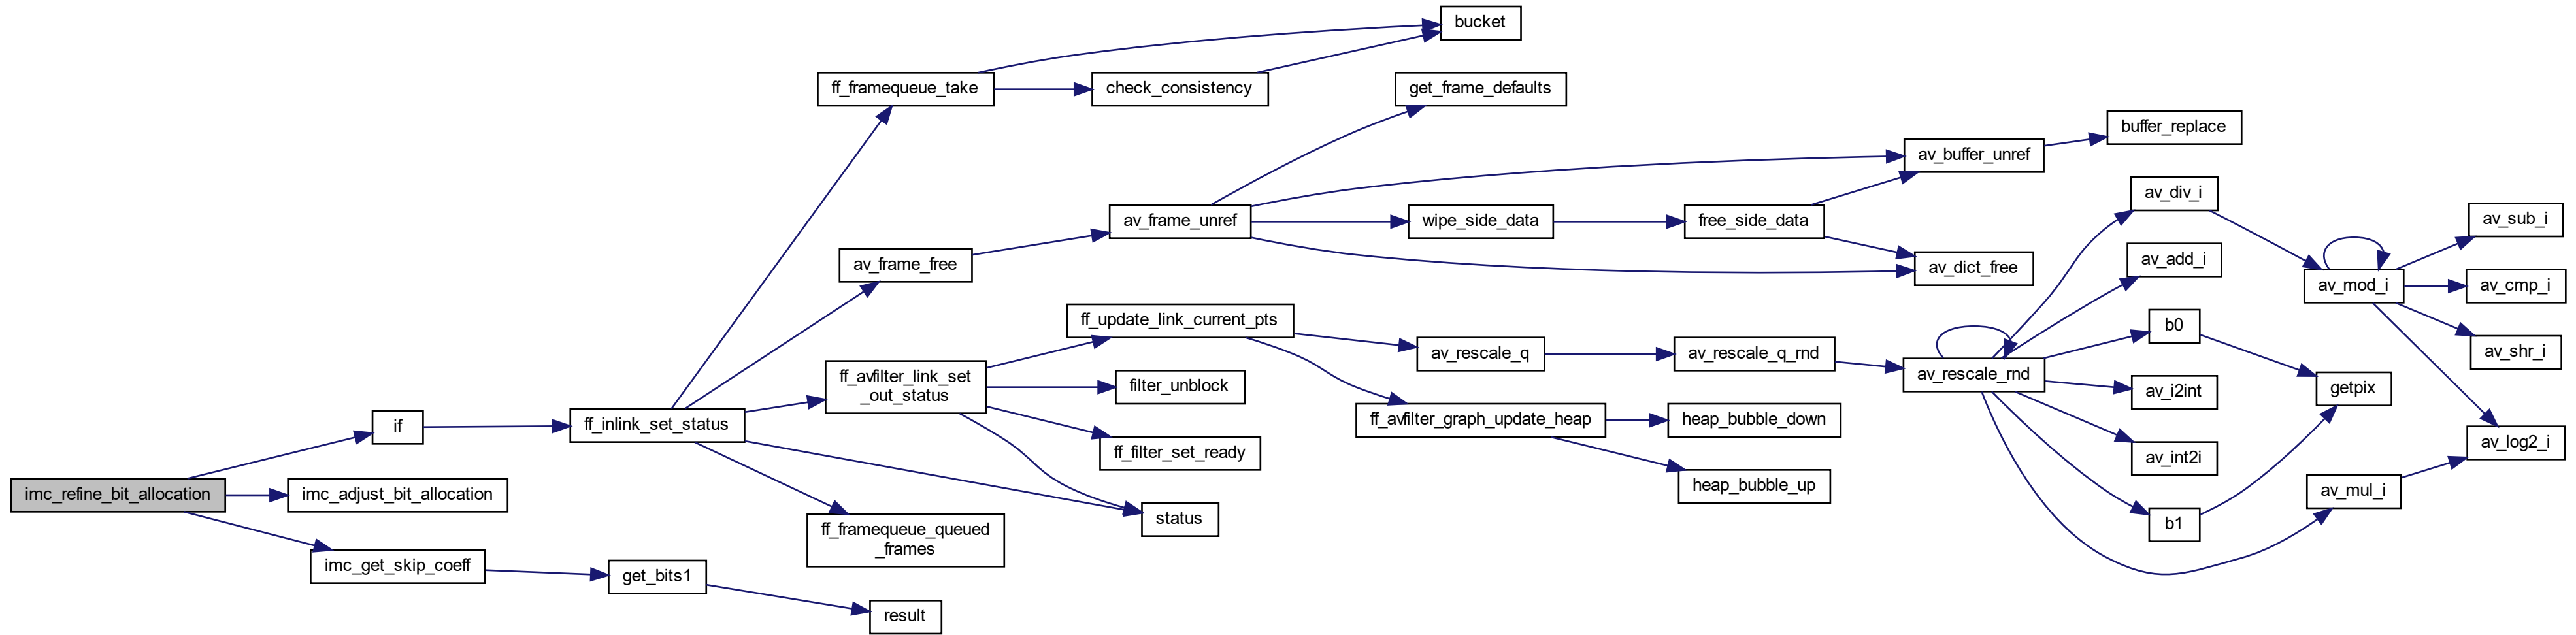 imc_refine_bit_allocation
if
imc_adjust_bit_allocation
imc_get_skip_coeff
ff_inlink_set_status
get_bits1
result
ff_framequeue_take
av_frame_free
ff_avfilter_link_set
_out_status
ff_framequeue_queued
_frames
bucket
check_consistency
get_frame_defaults
av_frame_unref
wipe_side_data
free_side_data
av_buffer_unref
buffer_replace
av_dict_free
ff_update_link_current_pts
filter_unblock
ff_filter_set_ready
status
av_rescale_q
ff_avfilter_graph_update_heap
av_rescale_q_rnd
heap_bubble_down
heap_bubble_up
av_rescale_rnd
av_div_i
av_add_i
b0
av_i2int
av_int2i
b1
av_mod_i
getpix
av_mul_i
av_sub_i
av_cmp_i
av_shr_i
av_log2_i